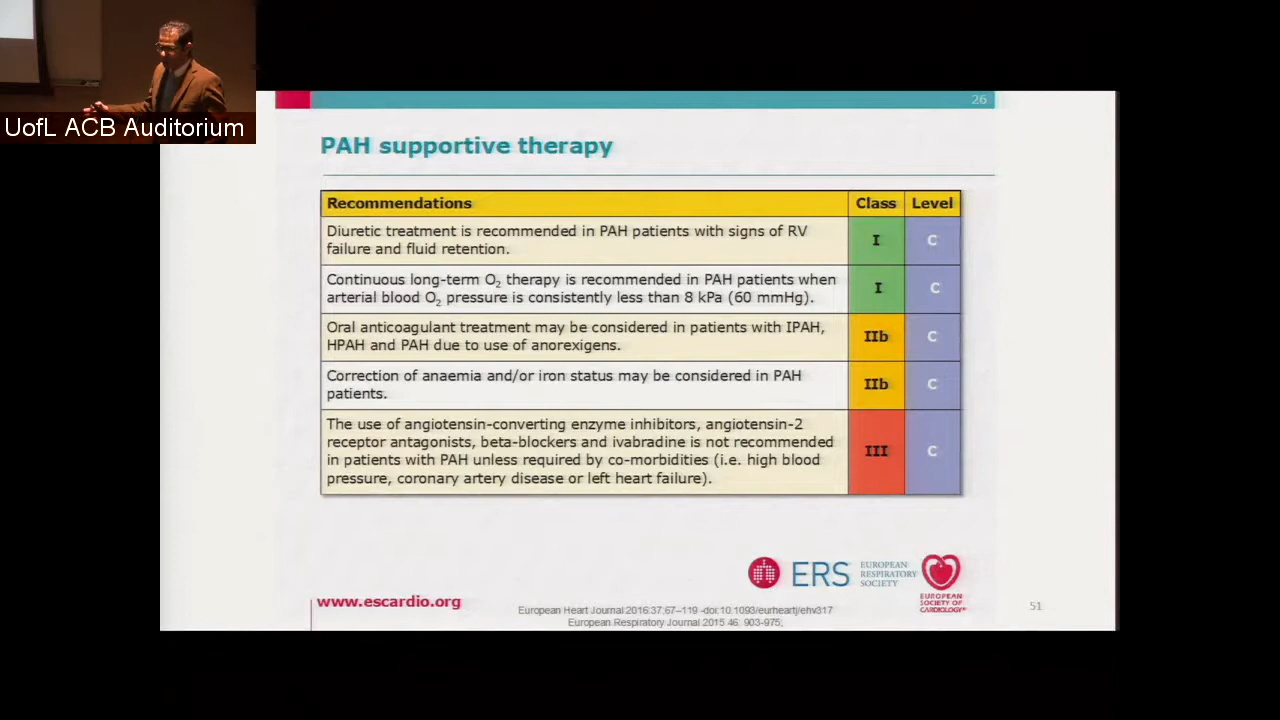 UofL ACB Auditorium
26
PAH supportive therapy
Recommendations Class Level
Diuretic treatment is recommended in PAH patients with signs of RV
failure and fluid retention.
I C
Continuous long-term O₂ therapy is recommended in PAH patients when
arterial blood O₂ pressure is consistently less than 8 kPa (60 mmHg).
I C
Oral anticoagulant treatment may be considered in patients with IPAH,
HPAH and PAH due to use of anorexigens.
IIb C
Correction of anaemia and/or iron status may be considered in PAH
patients.
IIb C
The use of angiotensin-converting enzyme inhibitors, angiotensin-2
receptor antagonists, beta-blockers and ivabradine is not recommended
in patients with PAH unless required by co-morbidities (i.e. high blood
pressure, coronary artery disease or left heart failure).
III C
ERS
EUROPEAN
RESPIRATORY
SOCIETY
EUROPEAN
SOCIETY OF
CARDIOLOGY®
www.escardio.org
European Heart Journal 2016;37;67–119 -doi:10.1093/eurheartj/ehv317
European Respiratory Journal 2015 46: 903-975;
51